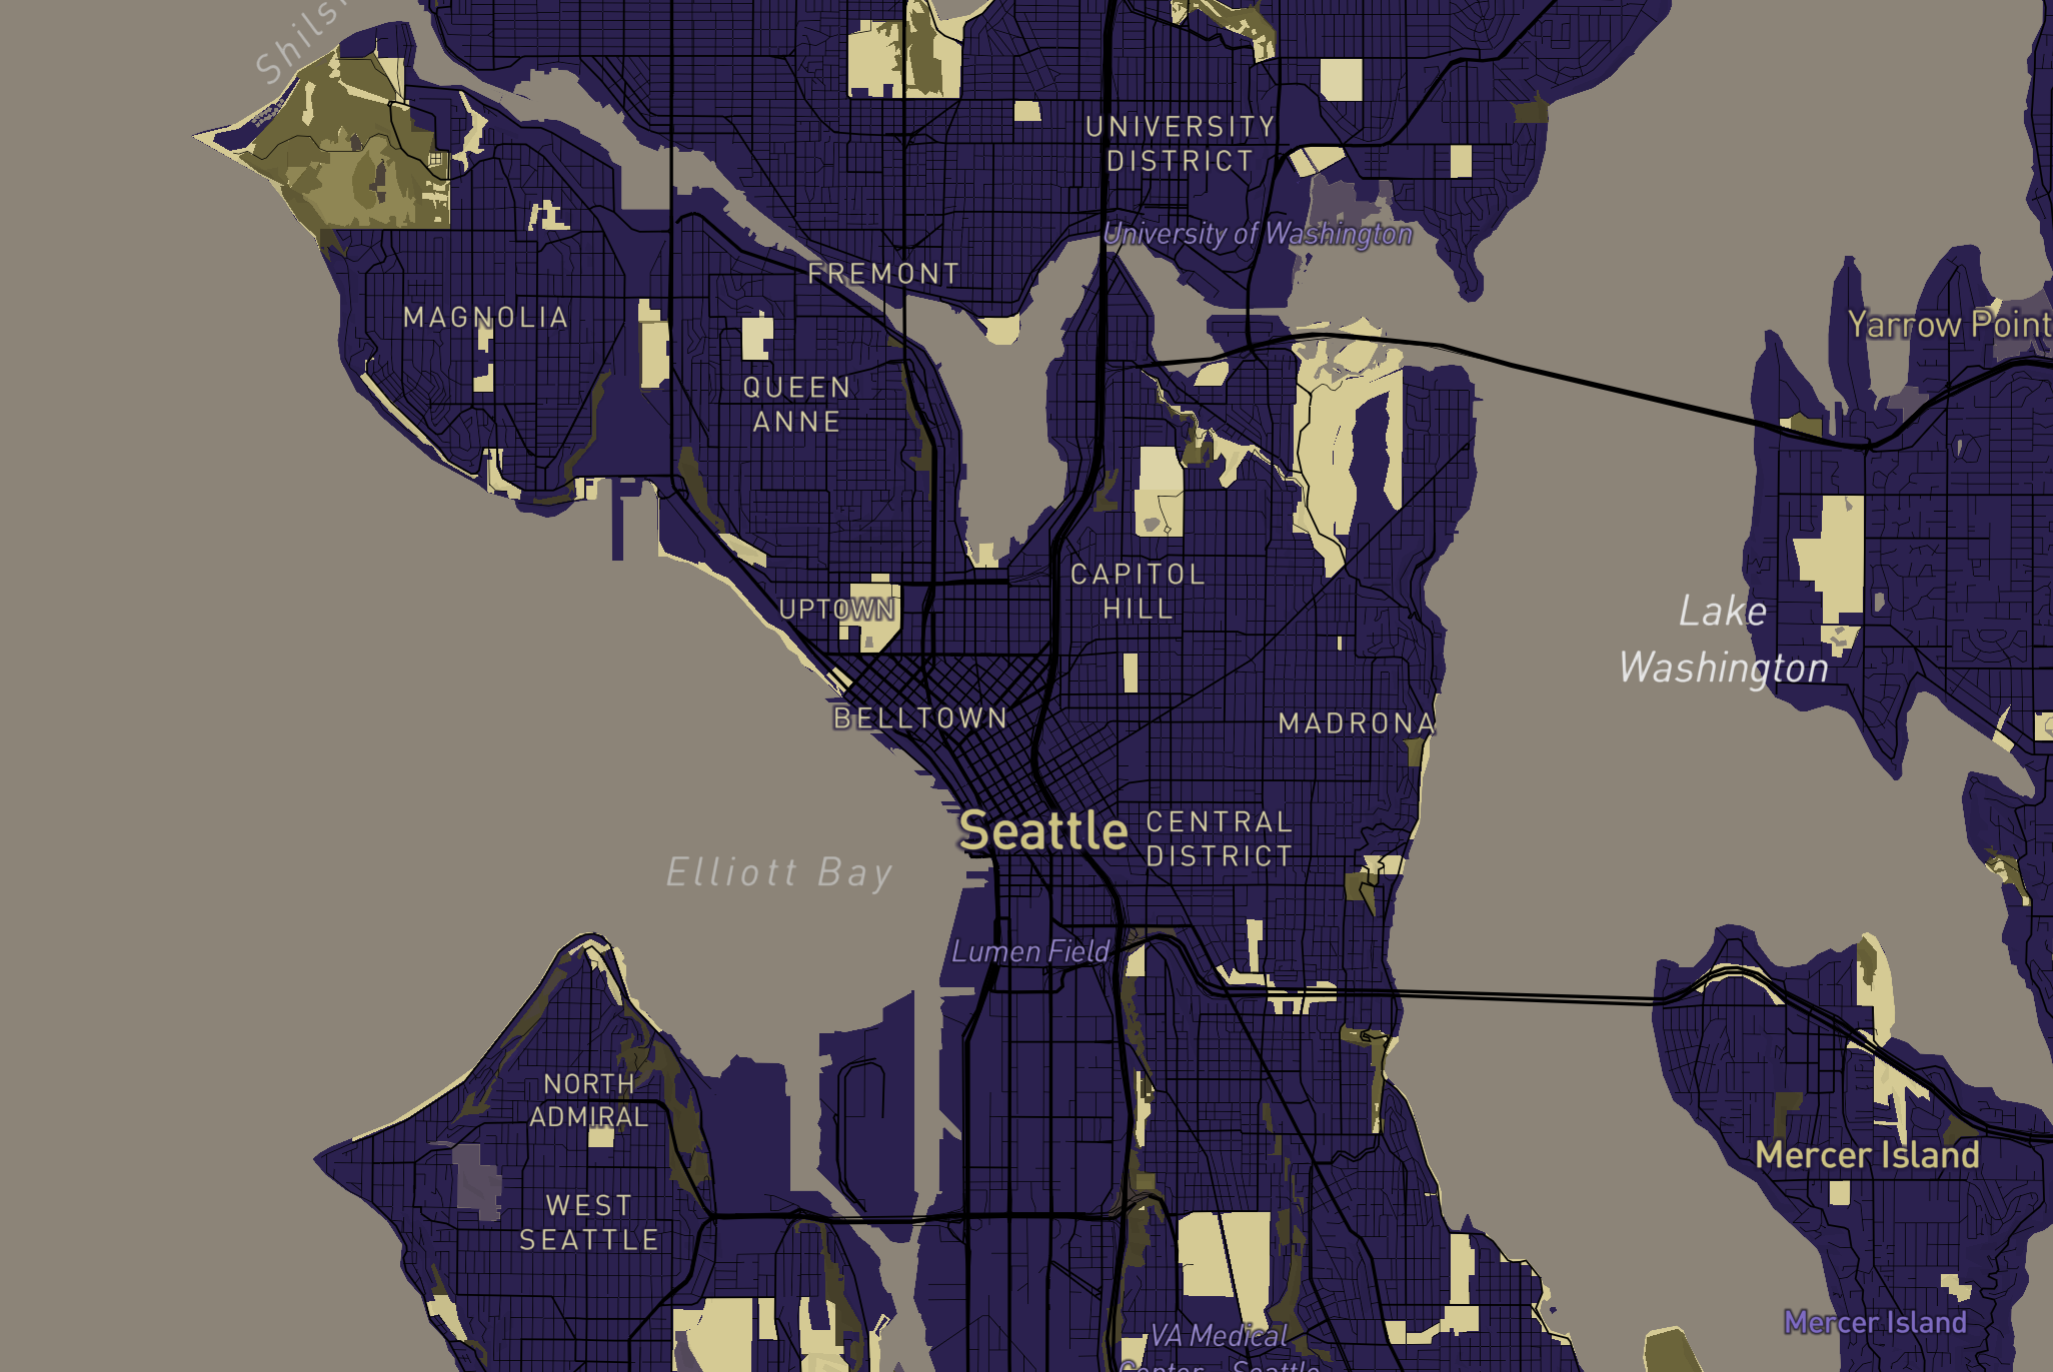 Shils
UNIVERSITY
DISTRICT
University of Washington
FREMONT
MAGNOLIA
Yarrow Point
QUEEN
ANNE
CAPITOL
HILL
UPTOWN
Lake
Washington
BELLTOWN
MADRONA
Seattle
CENTRAL
DISTRICT
Elliott Bay
Lumen Field
NORTH
ADMIRAL
Mercer Island
WEST
SEATTLE
Mercer Island
VA Medical
Center - Seattle